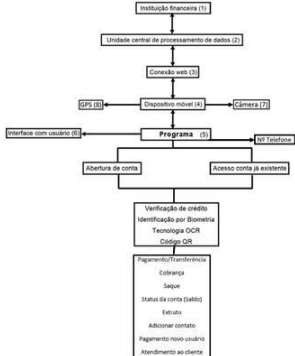 Instituição financeira (1)
Unidade central de processamento de dados (2)
Conexão web (3)
GPS (8)
Dispositivo móvel (4)
Câmera (7)
Interface com usuário (6)
Programa (5)
Nº Telefone
Abertura de conta
Acesso conta já existente
Verificação de crédito
Identificação por Biometria
Tecnologia OCR
Código QR
Pagamento/Transferência
Cobrança
Saque
Status da conta (Saldo)
Extrato
Adicionar contato
Pagamento novo usuário
Atendimento ao cliente